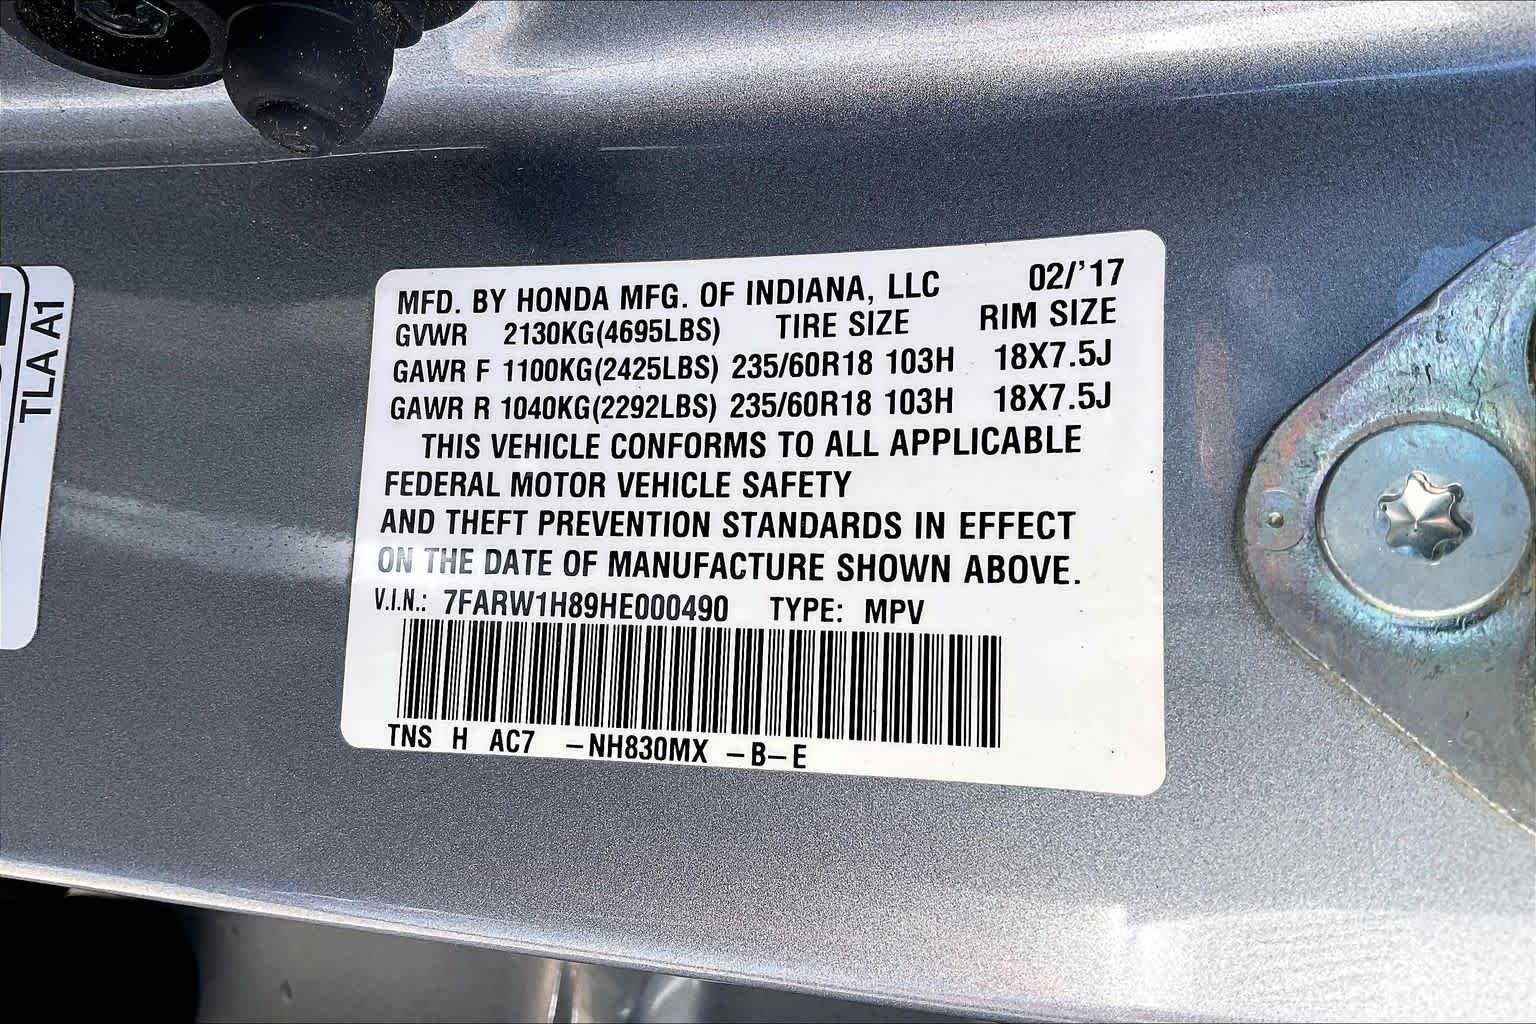 MFD. BY HONDA MFG. OF INDIANA, LLC 02/'17
GVWR 2130KG(4695LBS) TIRE SIZE RIM SIZE
GAWR F 1100KG(2425LBS) 235/60R18 103H 18X7.5J
GAWR R 1040KG(2292LBS) 235/60R18 103H 18X7.5J
THIS VEHICLE CONFORMS TO ALL APPLICABLE
FEDERAL MOTOR VEHICLE SAFETY
AND THEFT PREVENTION STANDARDS IN EFFECT
ON THE DATE OF MANUFACTURE SHOWN ABOVE.
V.I.N.: 7FARW1H89HE000490 TYPE: MPV
TNS H AC7 -NH830MX -B-E
TLA A1